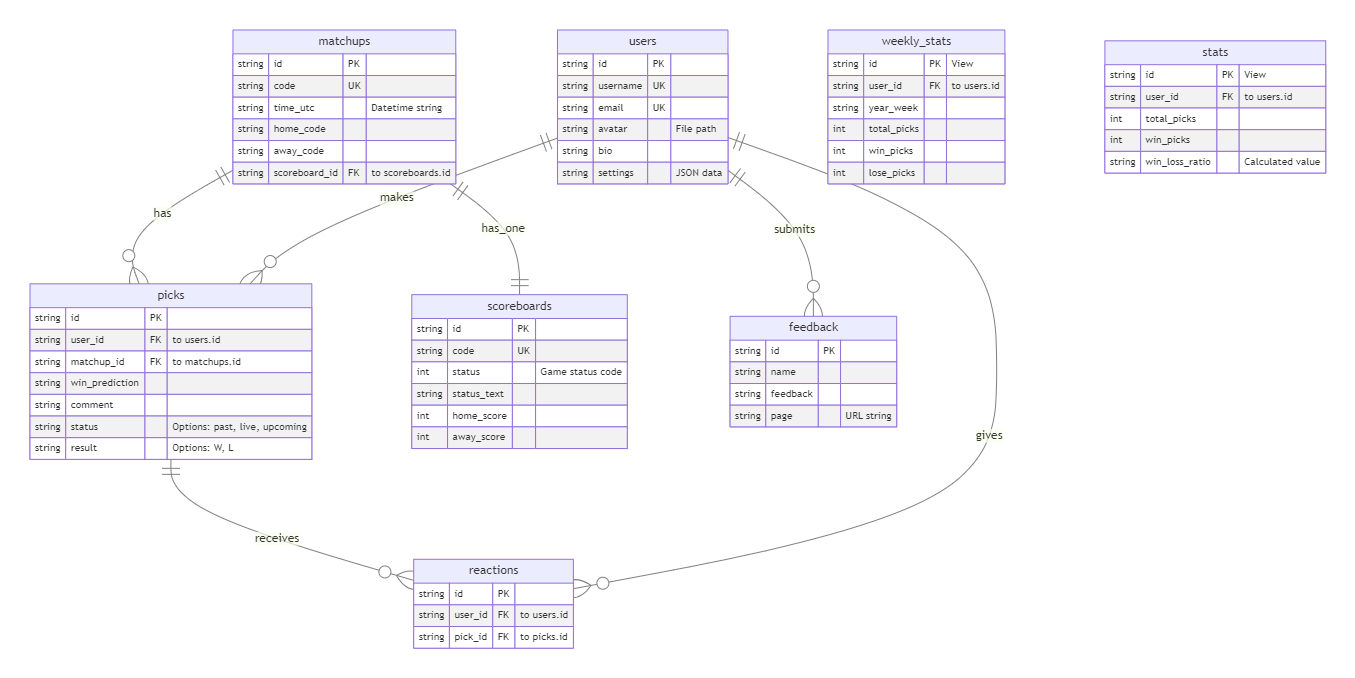 matchups
string id PK
string code UK
string time_utc Datetime string
string home_code
string away_code
string scoreboard_id FK to scoreboards.id
users
string id PK
string username UK
string email UK
string avatar File path
string bio
string settings JSON data
weekly_stats
string id PK View
string user_id FK to users.id
string year_week
int total_picks
int win_picks
int lose_picks
stats
string id PK View
string user_id FK to users.id
int total_picks
int win_picks
string win_loss_ratio Calculated value
has
makes
has_one
submits
gives
picks
string id PK
string user_id FK to users.id
string matchup_id FK to matchups.id
string win_prediction
string comment
string status Options: past, live, upcoming
string result Options: W, L
scoreboards
string id PK
string code UK
int status Game status code
string status_text
int home_score
int away_score
feedback
string id PK
string name
string feedback
string page URL string
receives
reactions
string id PK
string user_id FK to users.id
string pick_id FK to picks.id